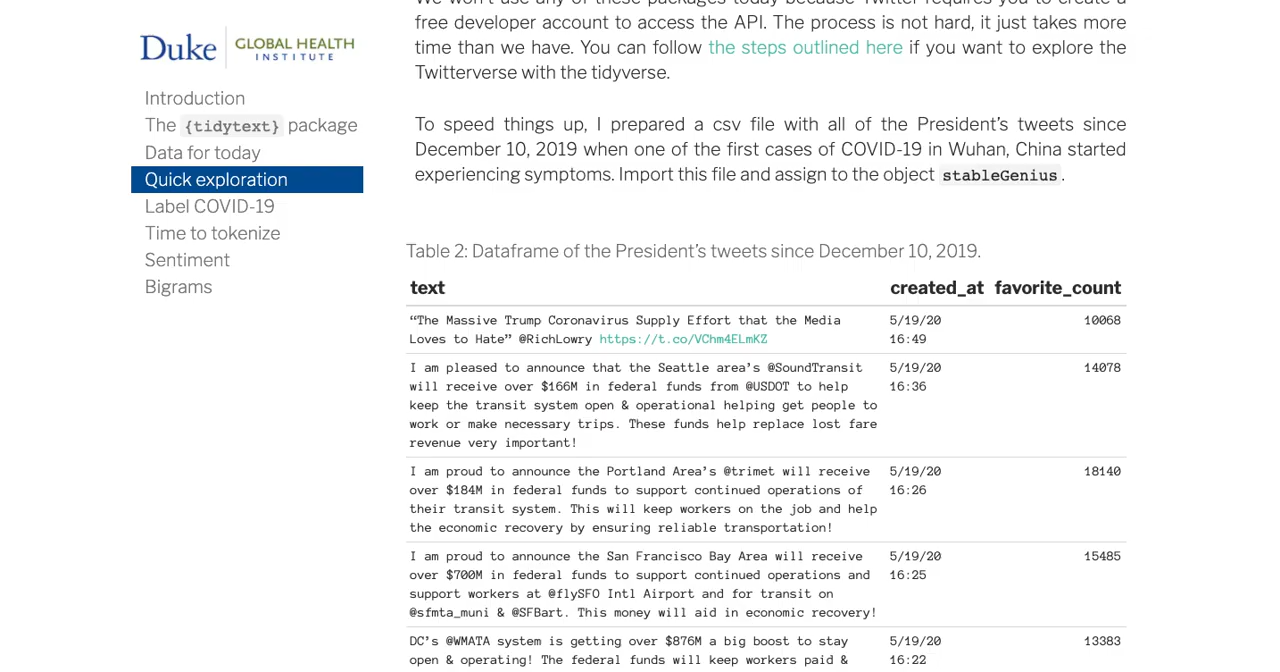 We won't use any of these packages today because Twitter requires you to create a
free developer account to access the API. The process is not hard, it just takes more
time than we have. You can follow the steps outlined here if you want to explore the
Twitterverse with the tidyverse.
Duke GLOBAL HEALTH INSTITUTE
Introduction
The {tidytext} package
Data for today
Quick exploration
Label COVID-19
Time to tokenize
Sentiment
Bigrams
To speed things up, I prepared a csv file with all of the President's tweets since
December 10, 2019 when one of the first cases of COVID-19 in Wuhan, China started
experiencing symptoms. Import this file and assign to the object stableGenius.
Table 2: Dataframe of the President's tweets since December 10, 2019.
text created_at favorite_count
“The Massive Trump Coronavirus Supply Effort that the Media 5/19/20 10068
Loves to Hate” @RichLowry https://t.co/VChm4ELmKZ 16:49
I am pleased to announce that the Seattle area’s @SoundTransit 5/19/20 14078
will receive over $166M in federal funds from @USDOT to help 16:36
keep the transit system open & operational helping get people to
work or make necessary trips. These funds help replace lost fare
revenue very important!
I am proud to announce the Portland Area’s @trimet will receive 5/19/20 18140
over $184M in federal funds to support continued operations of 16:26
their transit system. This will keep workers on the job and help
the economic recovery by ensuring reliable transportation!
I am proud to announce the San Francisco Bay Area will receive 5/19/20 15485
over $700M in federal funds to support continued operations and 16:25
support workers at @flySFO Intl Airport and for transit on
@sfmta_muni & @SFBart. This money will aid in economic recovery!
DC’s @WMATA system is getting over $876M a big boost to stay 5/19/20 13383
open & operating! The federal funds will keep workers paid & 16:22